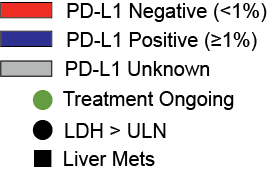 PD-L1 Negative (<1%)
PD-L1 Positive (≥1%)
PD-L1 Unknown
Treatment Ongoing
LDH > ULN
Liver Mets